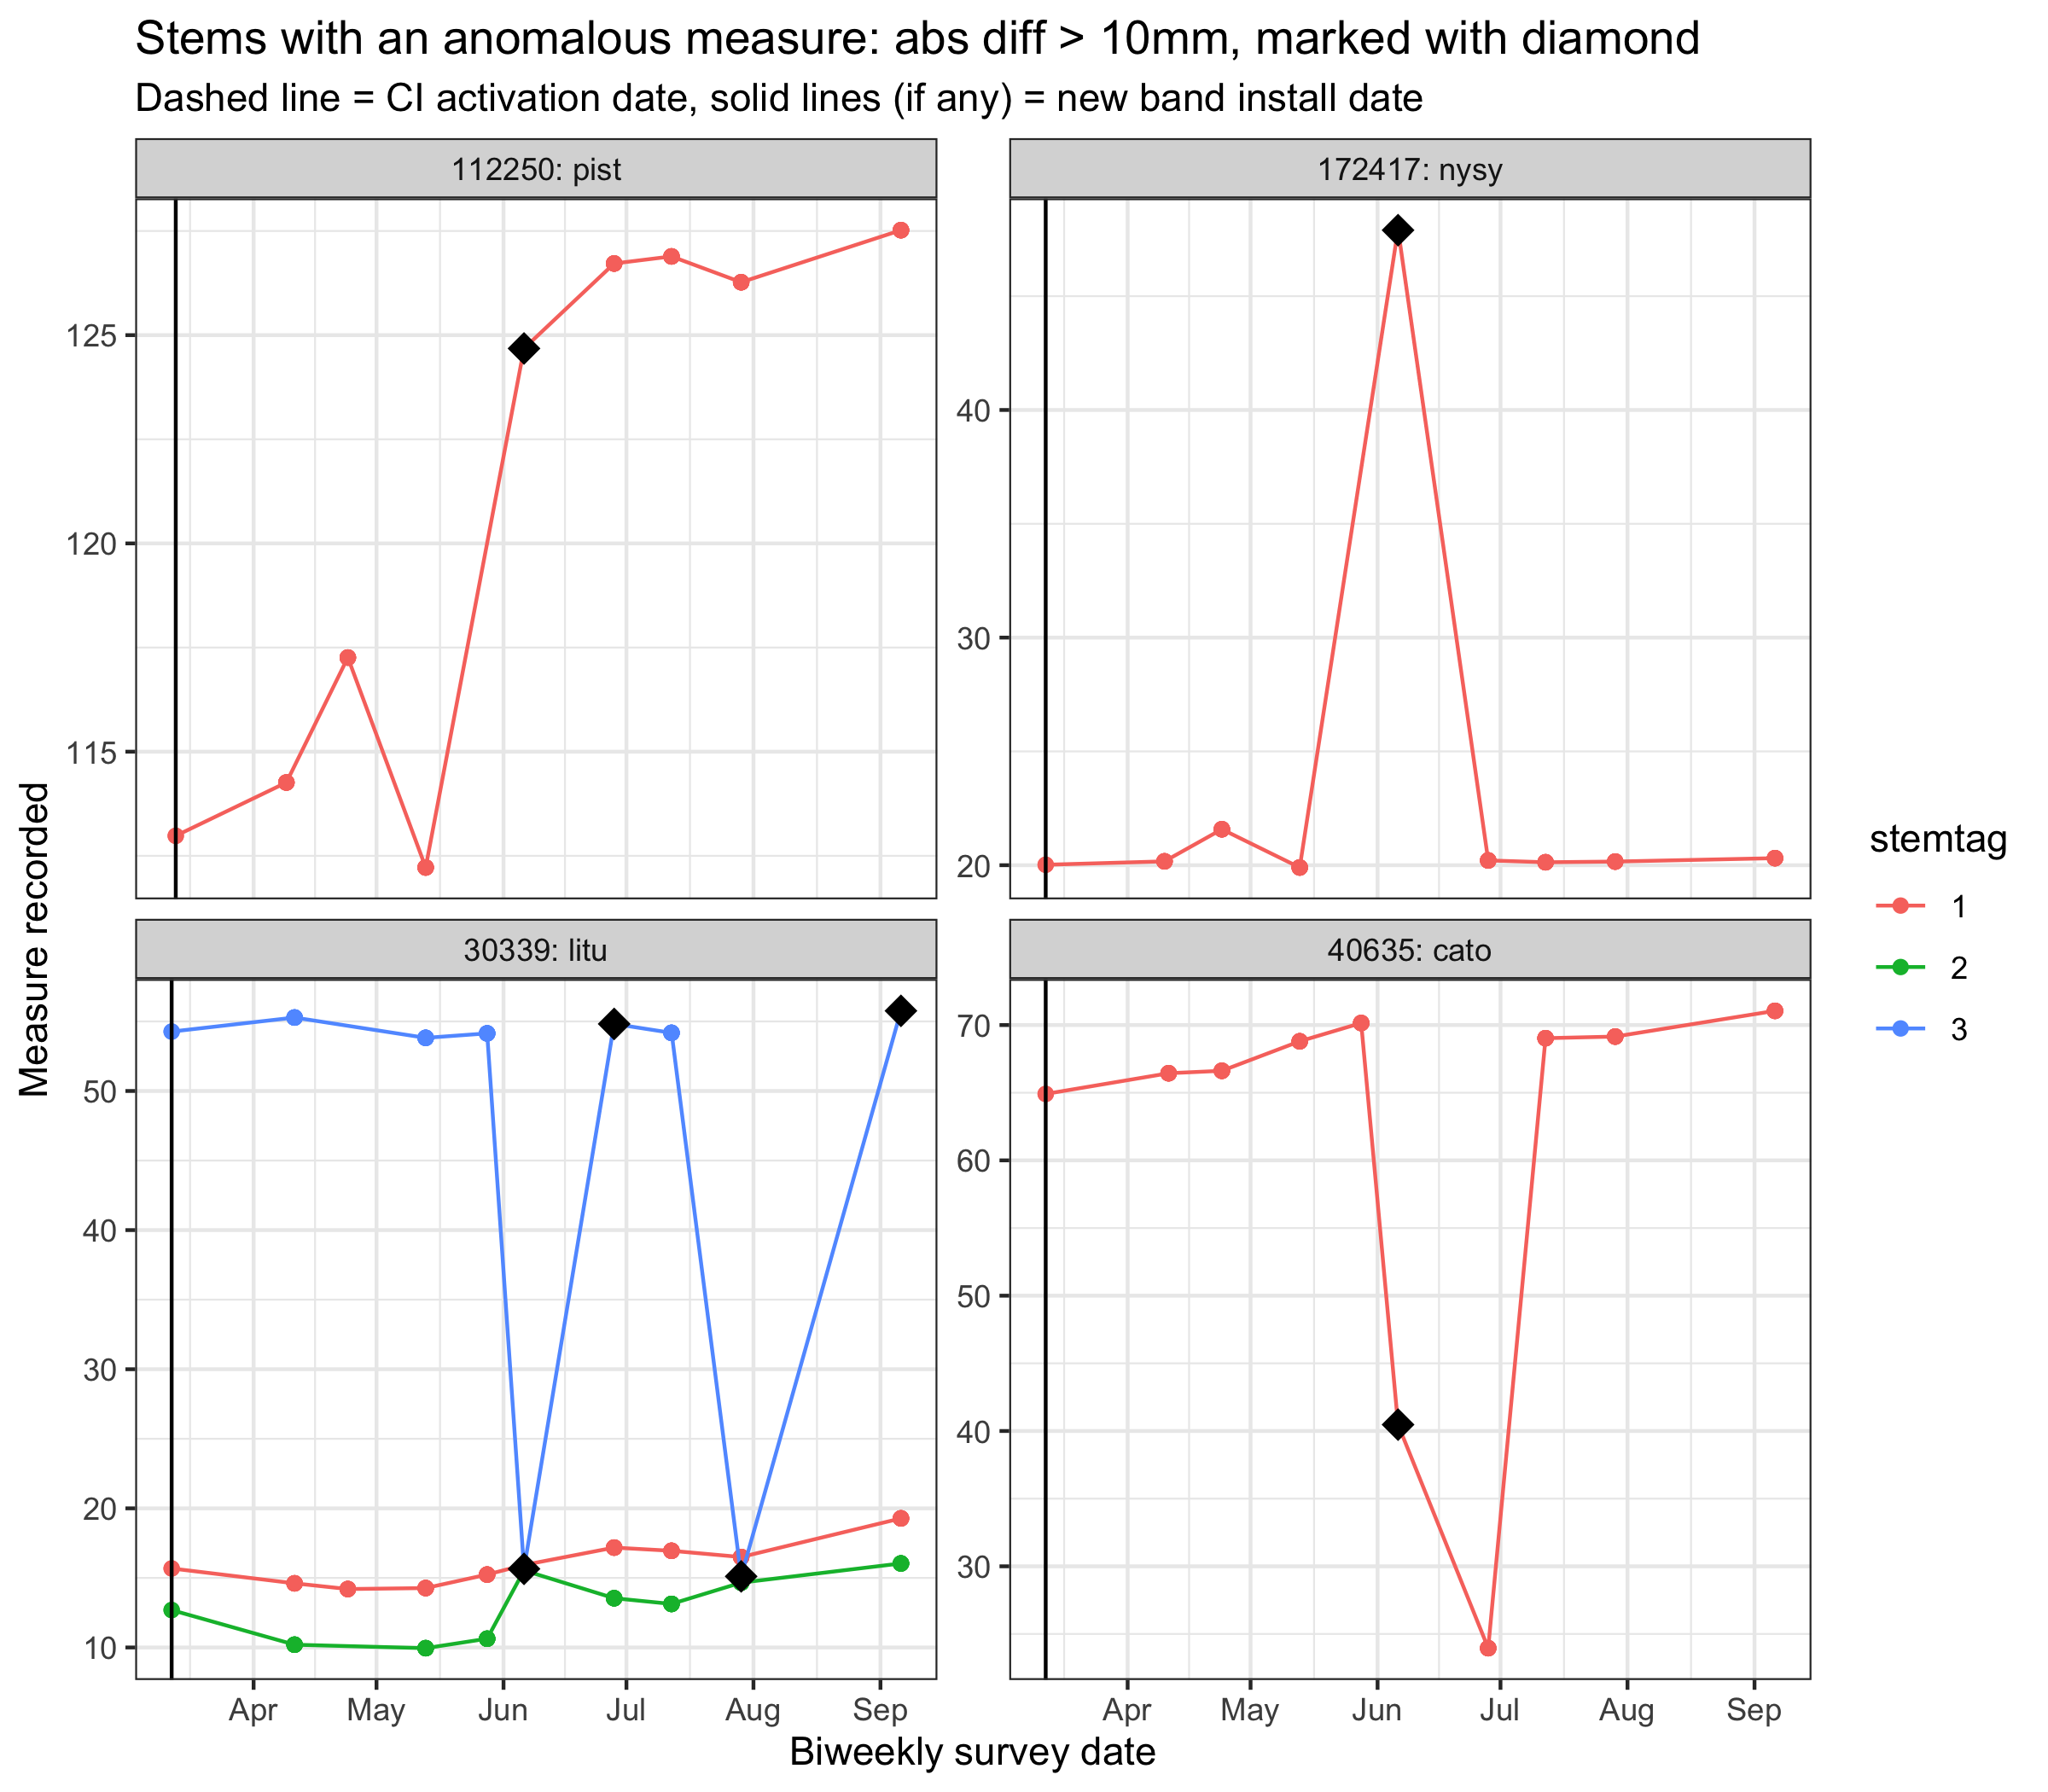 Stems with an anomalous measure: abs diff > 10mm, marked with diamond
Dashed line = CI activation date, solid lines (if any) = new band install date
112250: pist
172417: nysy
125
120
115
40
30
20
30339: litu
40635: cato
50
40
30
20
10
70
60
50
40
30
Apr May Jun Jul Aug Sep
Apr May Jun Jul Aug Sep
Biweekly survey date
Measure recorded
stemtag
1
2
3